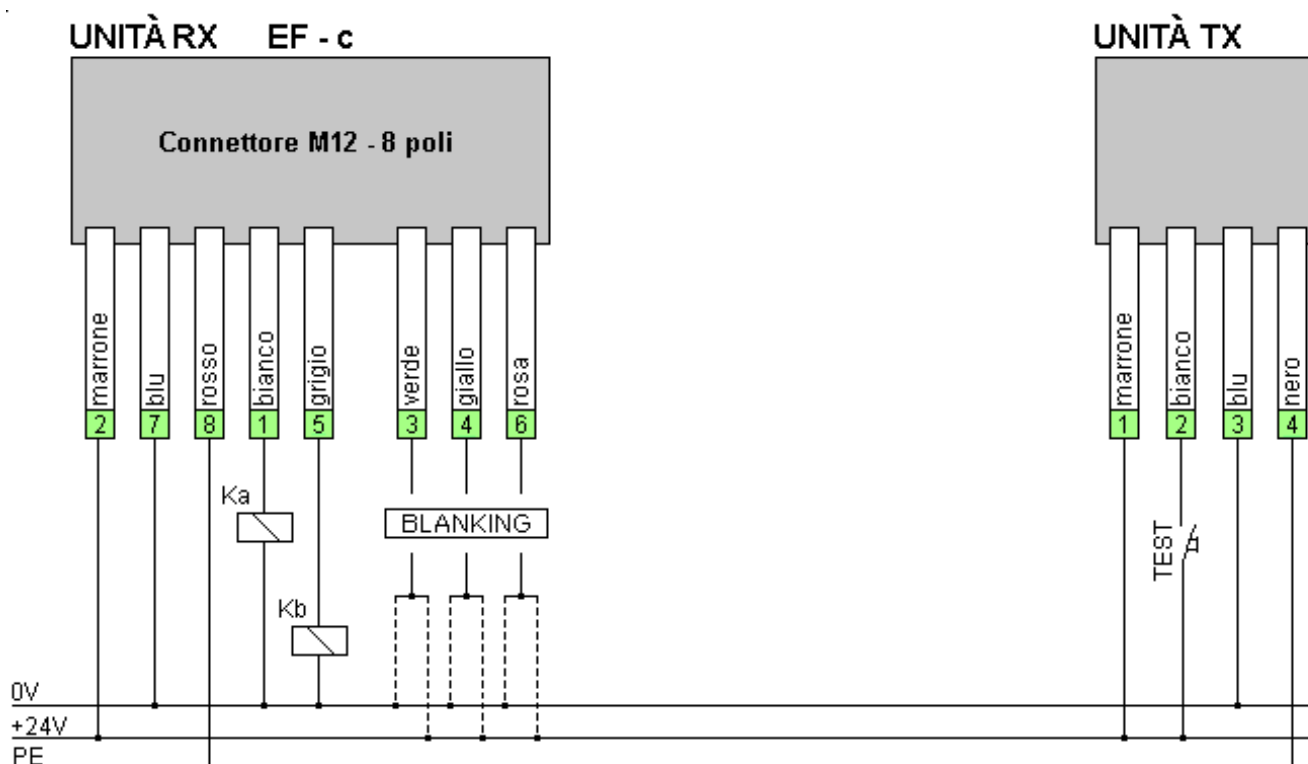 UNITÀ RX EF - c
UNITÀ TX
Connettore M12 - 8 poli
marrone
blu
rosso
bianco
grigio
verde
giallo
rosa
marrone
bianco
blu
nero
2
7
8
1
5
3
4
6
1
2
3
4
Ka
BLANKING
TEST
Kb
0V
+24V
PE